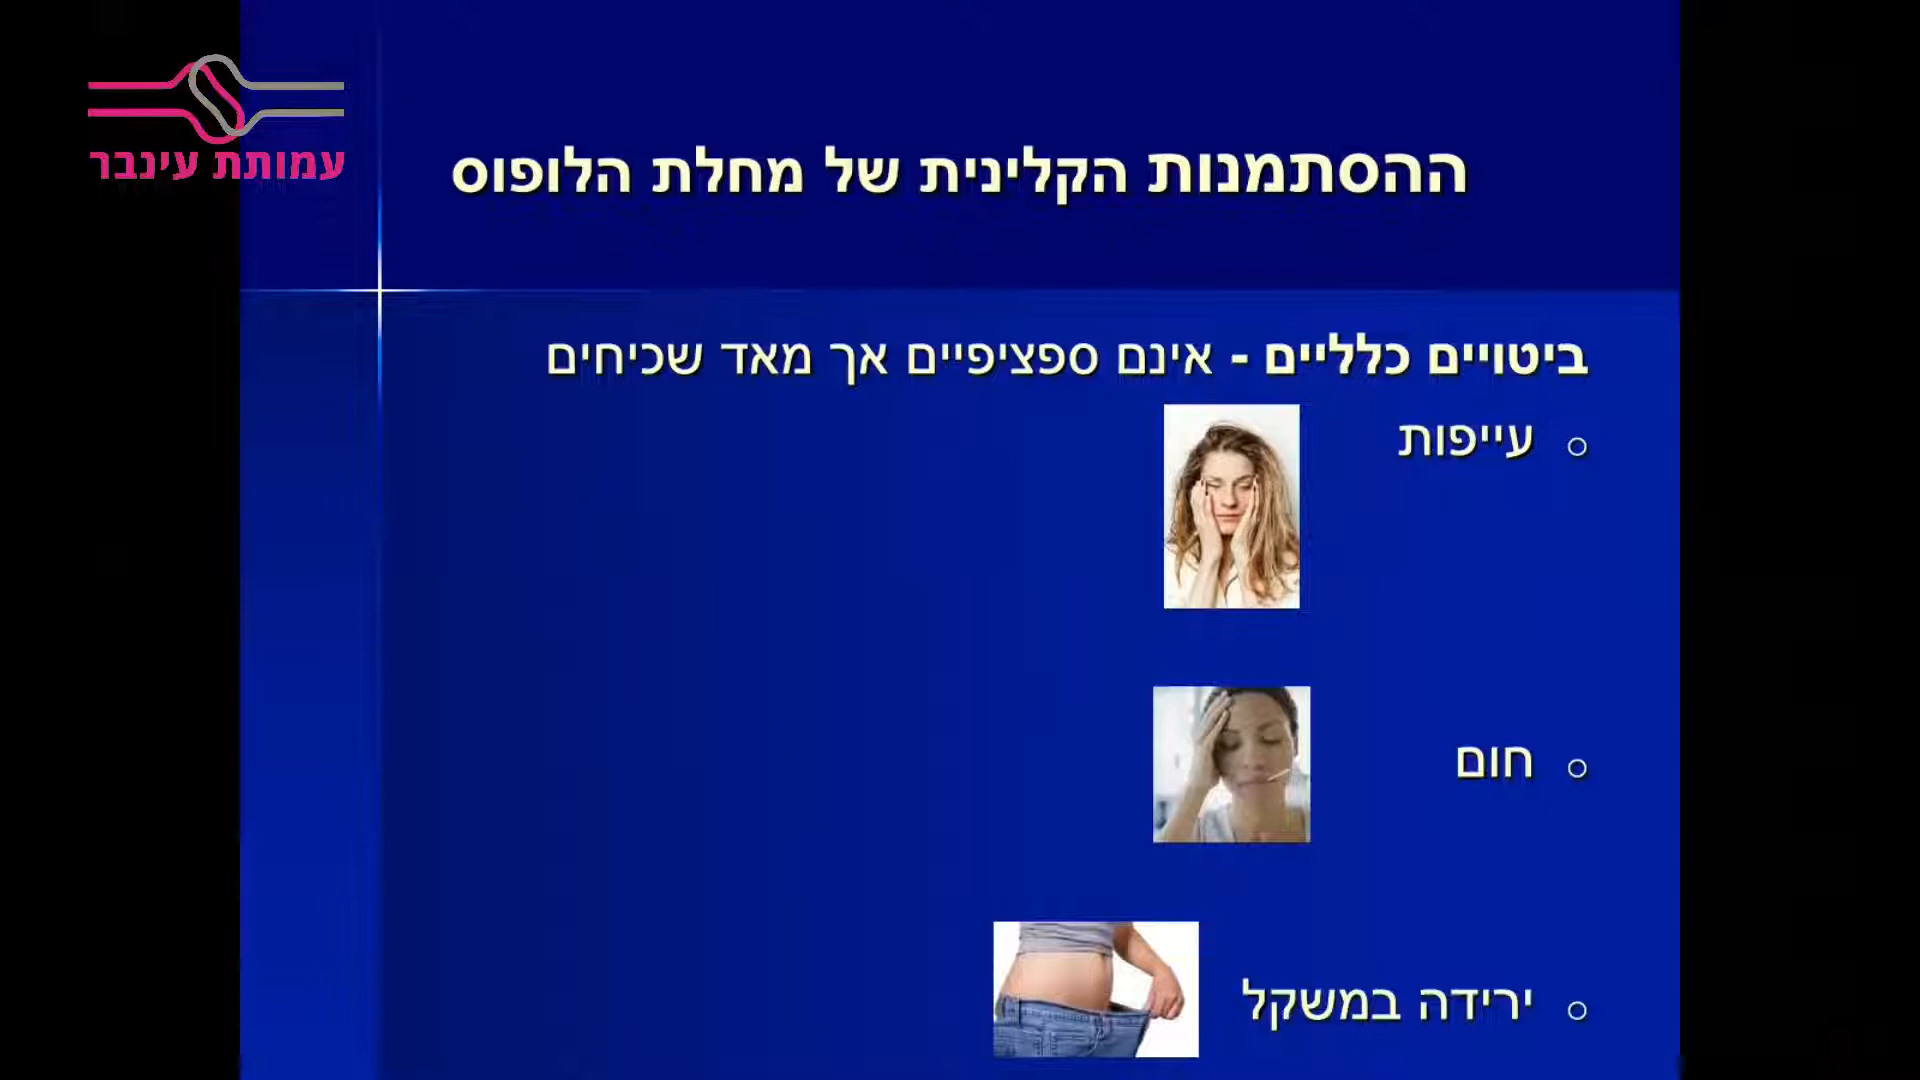 עמותת עינבר
ההסתמנות הקלינית של מחלת הלופוס
ביטויים כלליים - אינם ספציפיים אך מאד שכיחים
○ עייפות
○ חום
○ ירידה במשקל